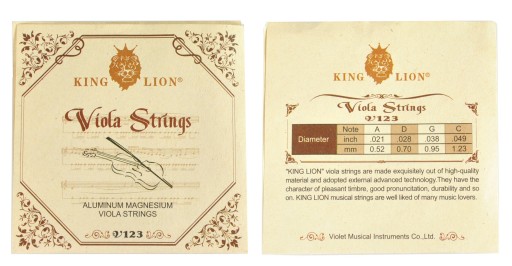 KING LION®
Viola Strings
ALUMINUM MAGNESIUM
VIOLA STRINGS
V123
KING LION®
Viola Strings
V123
Diameter Note A D G C
inch .021 .028 .038 .049
mm 0.52 0.70 0.95 1.23
"KING LION" viola strings are made exquisitely out of high-quality
material and adopted external advanced technology.They have the
character of pleasant timbre, good pronuncitation, durability and so
on. KING LION musical strings are well liked of many music lovers.
Violet Musical Instruments Co.,Ltd.